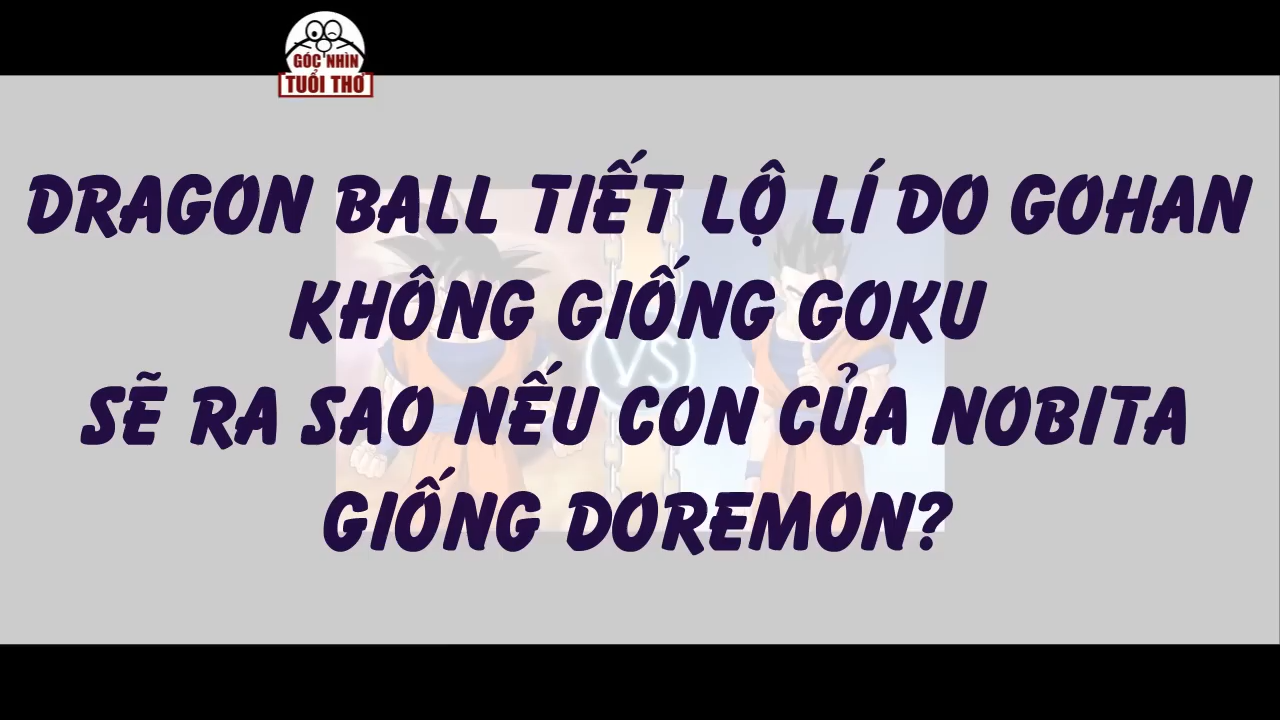 GÓC NHÌN
TUỔI THƠ
DRAGON BALL TIẾT LỘ LÍ DO GOHAN
KHÔNG GIỐNG GOKU
SẼ RA SAO NẾU CON CỦA NOBITA
GIỐNG DOREMON?
VS